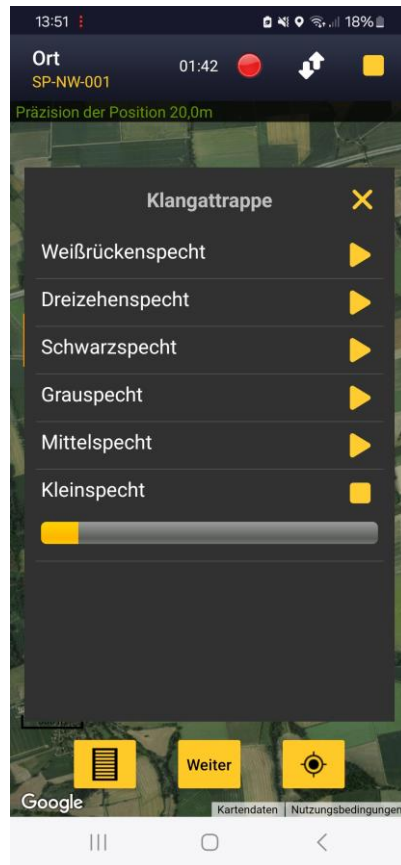 13:51
18%
Ort
SP-NW-001
01:42
Präzision der Position 20,0m
Klangattrappe
Weißrückenspecht
Dreizehenspecht
Schwarzspecht
Grauspecht
Mittelspecht
Kleinspecht
Weiter
Google
Kartendaten
Nutzungsbedingungen